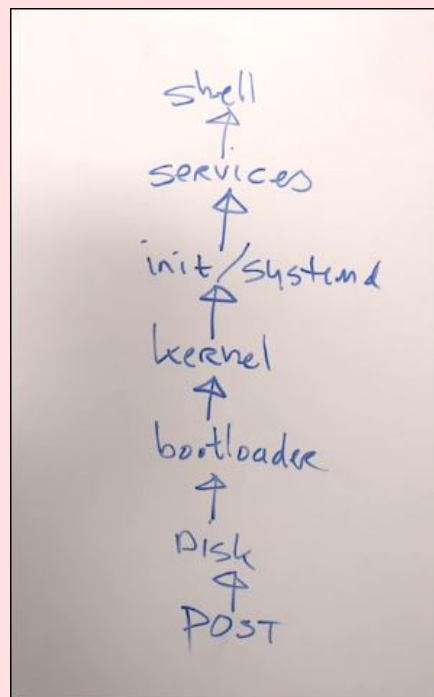 shell
services
init/systemd
kernel
bootloader
Disk
POST